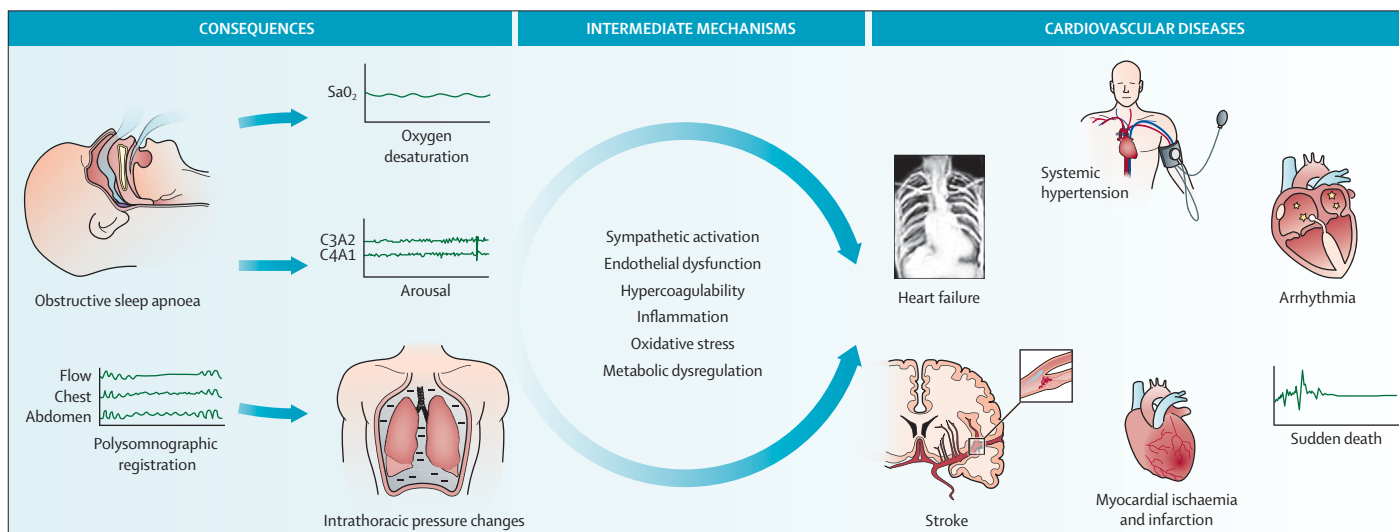 CONSEQUENCES
INTERMEDIATE MECHANISMS
CARDIOVASCULAR DISEASES
SaO₂
Oxygen
desaturation
C3A2
C4A1
Arousal
Obstructive sleep apnoea
Flow
Chest
Abdomen
Polysomnographic
registration
Intrathoracic pressure changes
Sympathetic activation
Endothelial dysfunction
Hypercoagulability
Inflammation
Oxidative stress
Metabolic dysregulation
Systemic
hypertension
Heart failure
Arrhythmia
Stroke
Myocardial ischaemia
and infarction
Sudden death